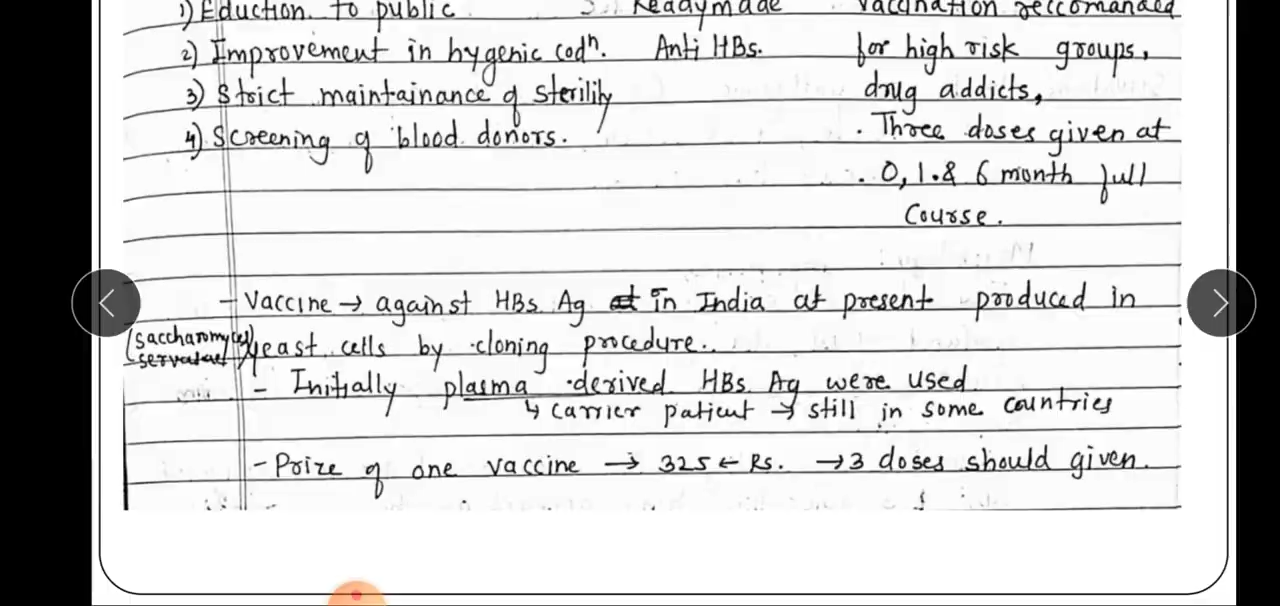 1) Eduction to public Readymade vaccination reccomanded
2) Improvement in hygenic codⁿ. Anti HBs. for high risk groups,
3) Strict maintainance of sterility drug addicts,
4) Screening of blood donors. . Three doses given at
. 0, 1 & 6 month full
Course.
- Vaccine → against HBs Ag in India at present produced in
(saccharomyces yeast cells by cloning procedure..
- Initially plasma derived HBs Ag were used
↳ carrier patient → still in some countries
- Prize of one vaccine → 325 ← Rs. → 3 doses should given.